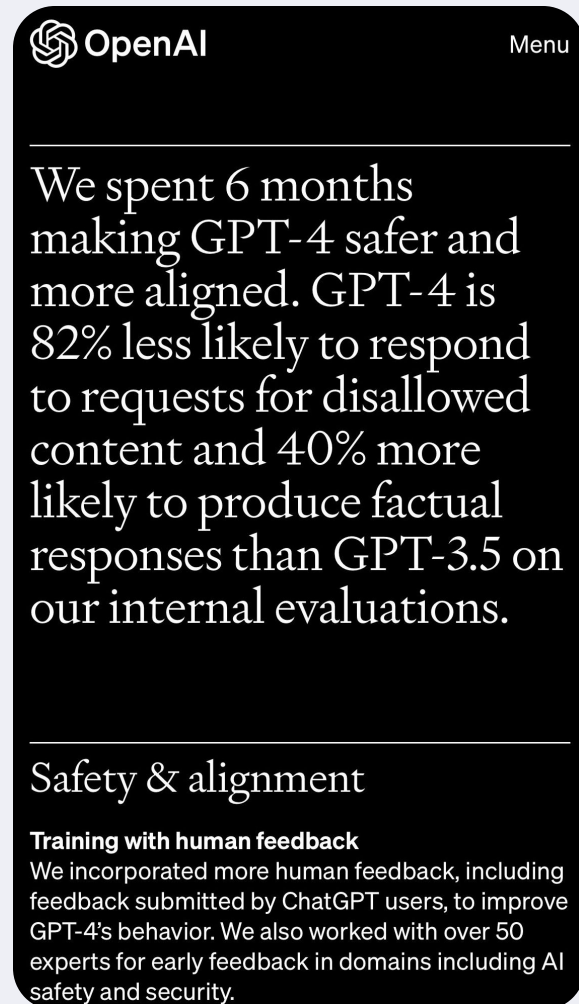 OpenAI
Menu
We spent 6 months
making GPT-4 safer and
more aligned. GPT-4 is
82% less likely to respond
to requests for disallowed
content and 40% more
likely to produce factual
responses than GPT-3.5 on
our internal evaluations.
Safety & alignment
Training with human feedback
We incorporated more human feedback, including
feedback submitted by ChatGPT users, to improve
GPT-4’s behavior. We also worked with over 50
experts for early feedback in domains including AI
safety and security.